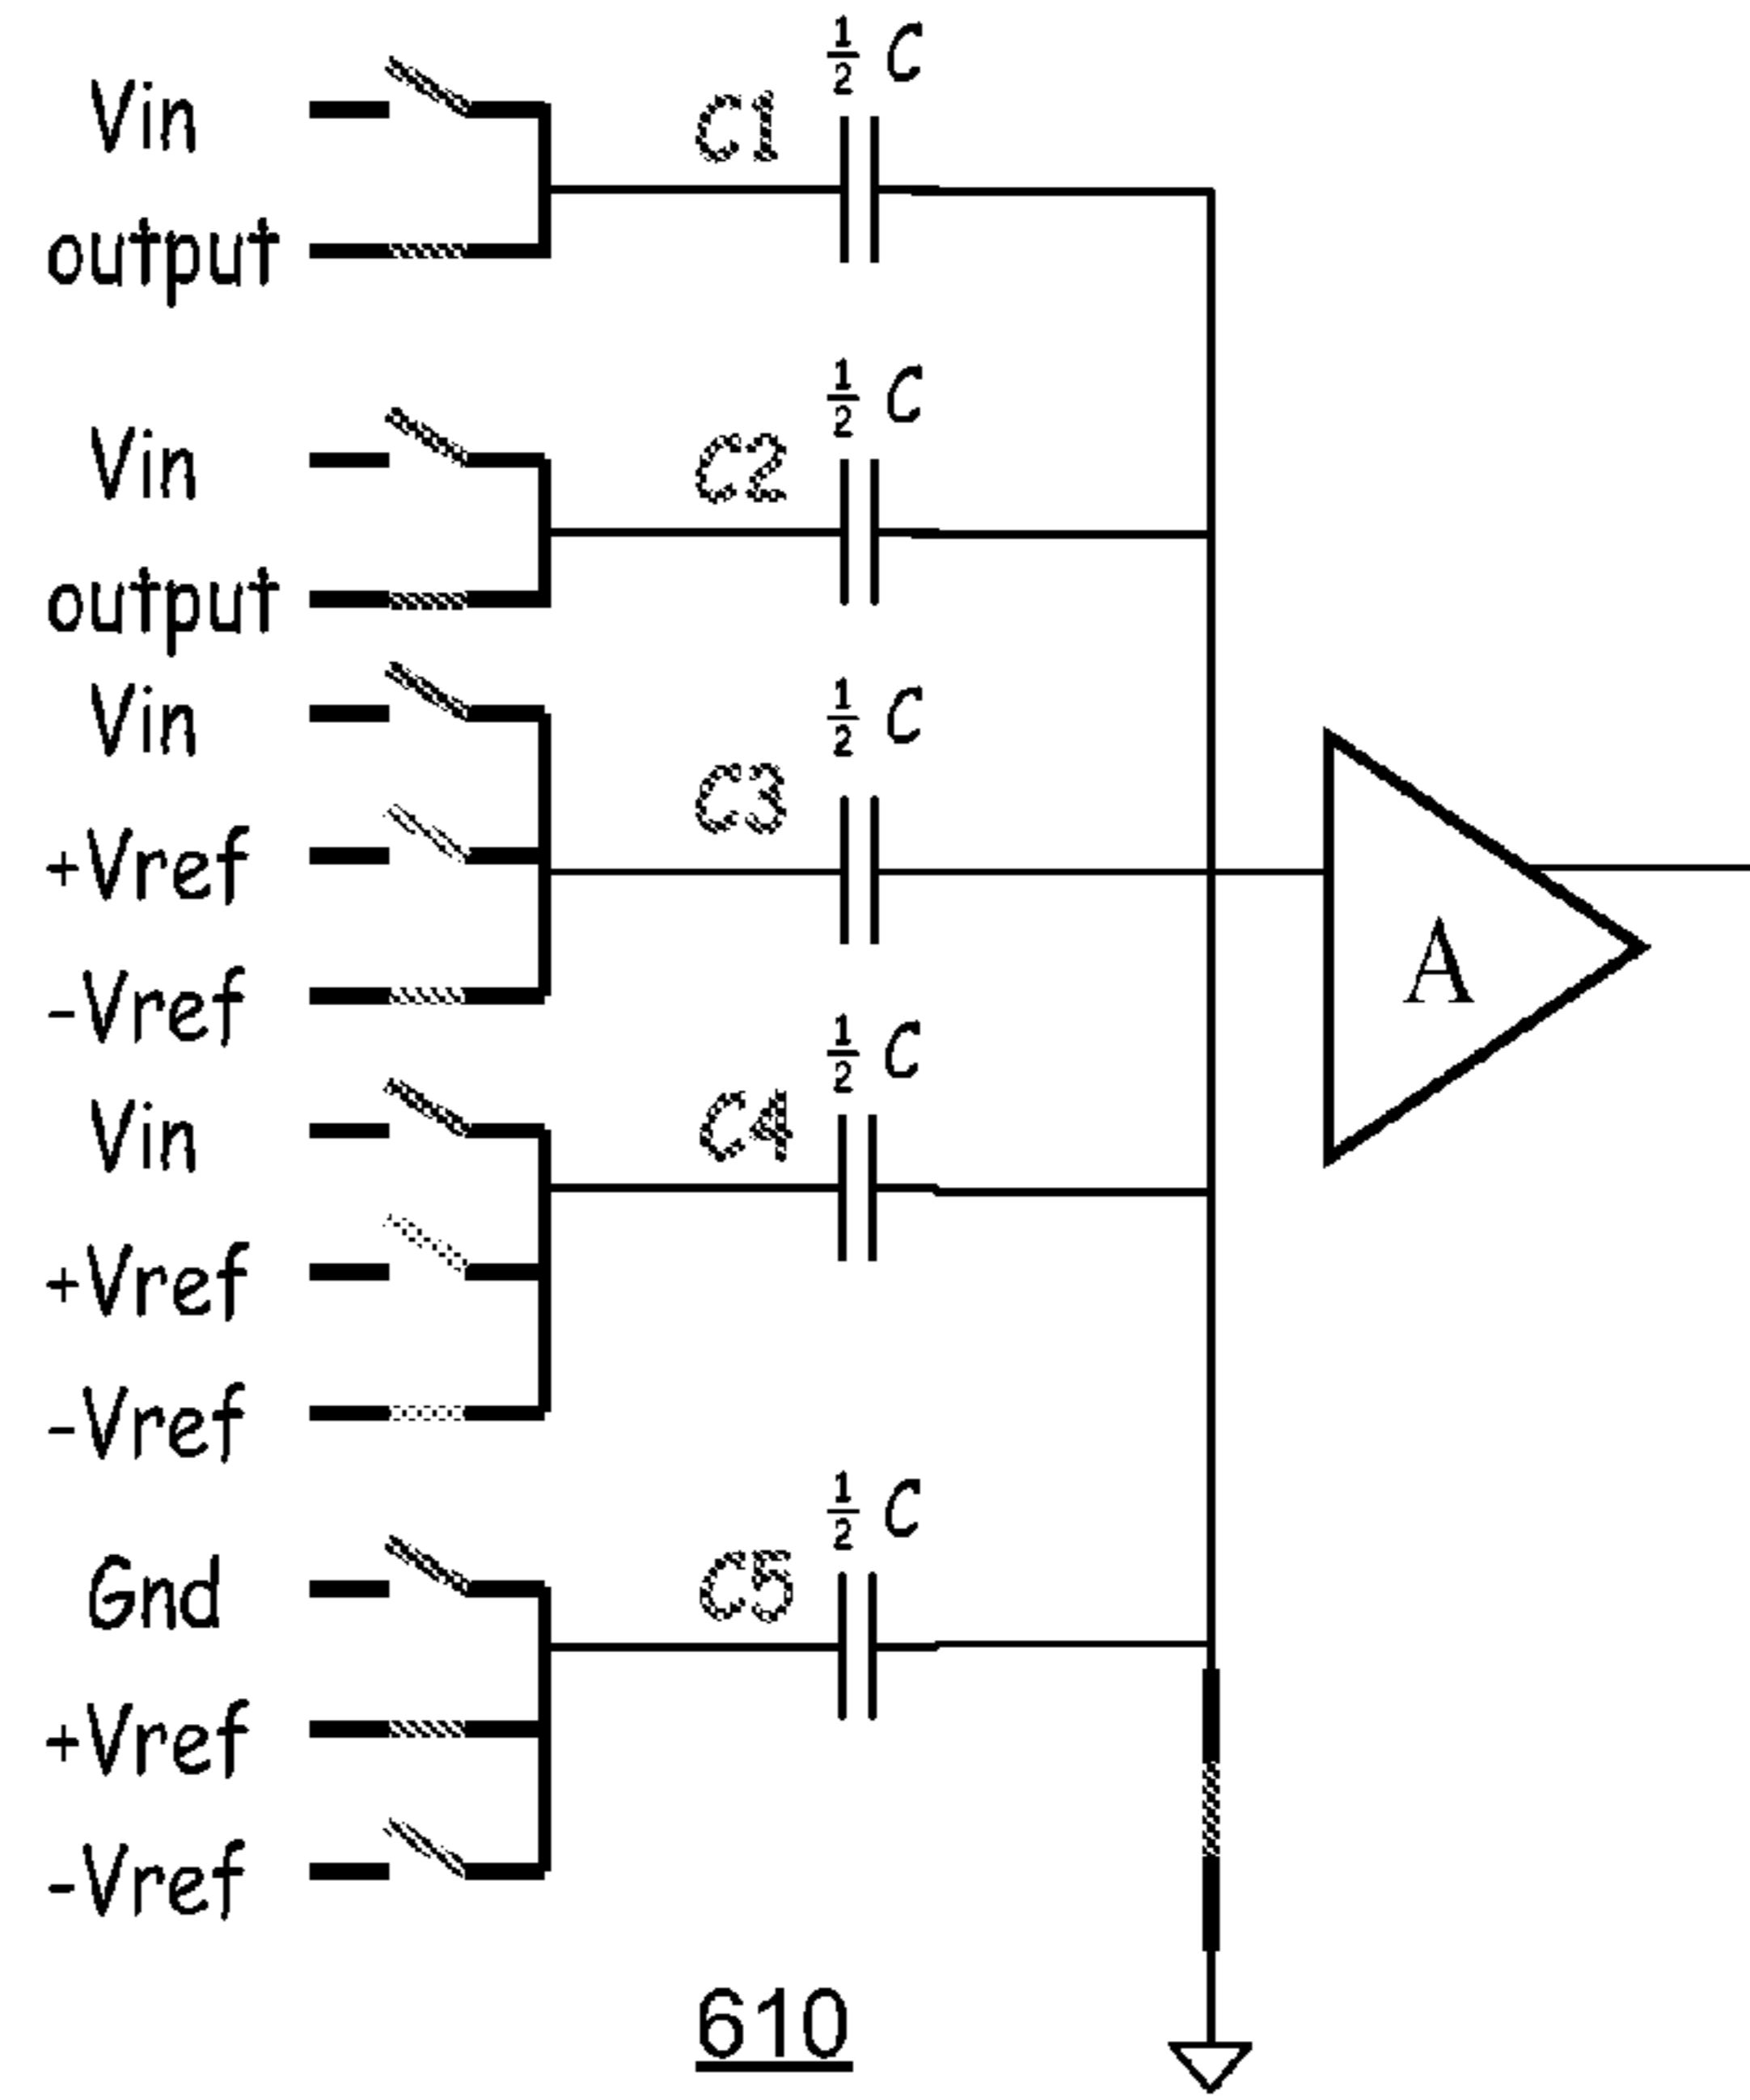 Vin
½ C
C1
output
Vin
½ C
C2
output
Vin
½ C
C3
+Vref
-Vref
A
Vin
½ C
C4
+Vref
-Vref
Gnd
½ C
C5
+Vref
-Vref
610